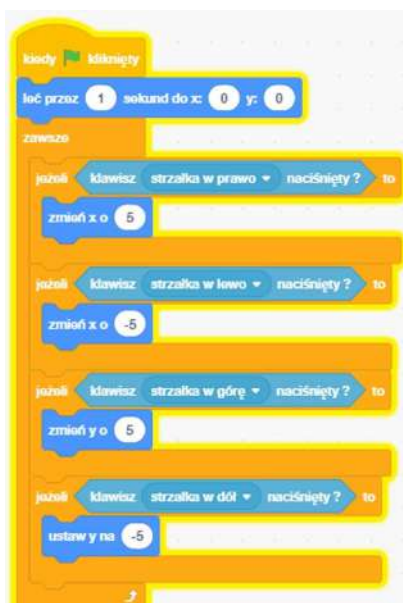 kiedy kliknięty
leć przez 1 sekund do x: 0 y: 0
zawsze
jeżeli klawisz strzałka w prawo naciśnięty? to
zmień x o 5
jeżeli klawisz strzałka w lewo naciśnięty? to
zmień x o -5
jeżeli klawisz strzałka w górę naciśnięty? to
zmień y o 5
jeżeli klawisz strzałka w dół naciśnięty? to
ustaw y na -5